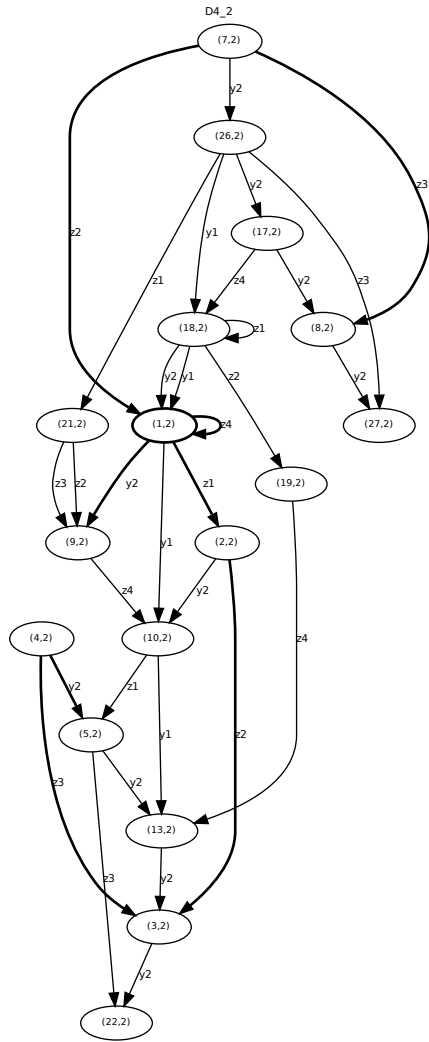 D4_2
(7,2)
y2
(26,2)
z3
y2
z2
y1
(17,2)
z1
z4
y2
z3
(18,2)
z1
(8,2)
y2
y1
z2
y2
(21,2)
(1,2)
z4
(27,2)
z3
z2
y2
z1
(19,2)
(9,2)
y1
(2,2)
z4
y2
(4,2)
(10,2)
z4
y2
z1
(5,2)
y1
z2
z3
y2
(13,2)
z3
y2
(3,2)
y2
(22,2)